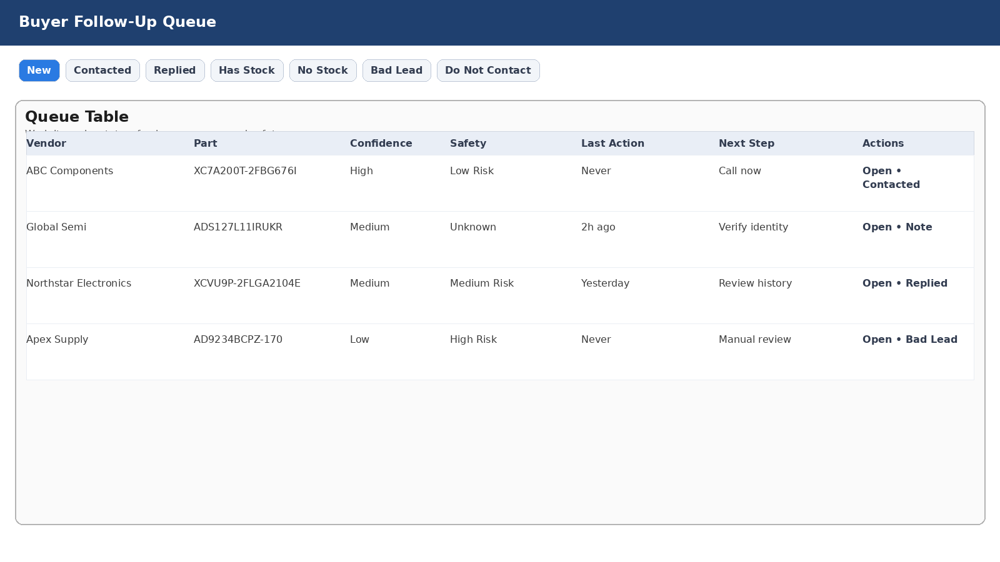 Buyer Follow-Up Queue
New Contacted Replied Has Stock No Stock Bad Lead Do Not Contact
Queue Table
Vendor Part Confidence Safety Last Action Next Step Actions
ABC Components XC7A200T-2FBG676I High Low Risk Never Call now Open •
Contacted
Global Semi ADS127L11IRUKR Medium Unknown 2h ago Verify identity Open • Note
Northstar Electronics XCVU9P-2FLGA2104E Medium Medium Risk Yesterday Review history Open • Replied
Apex Supply AD9234BCPZ-170 Low High Risk Never Manual review Open • Bad Lead